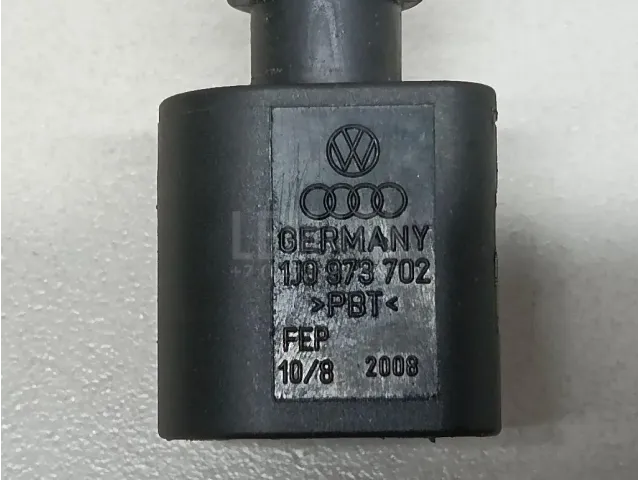 GERMANY
1J0 973 702
>PBT<
FEP
10/8 2008